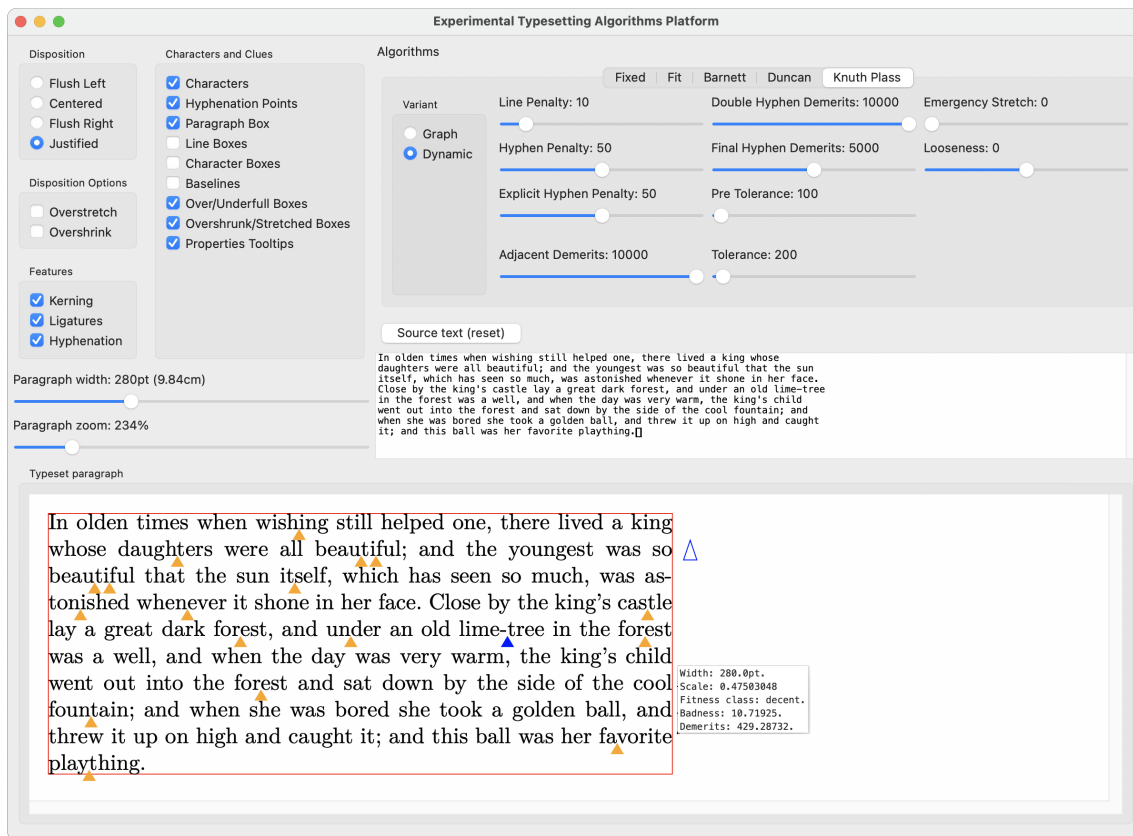 Experimental Typesetting Algorithms Platform
Disposition
Flush Left
Centered
Flush Right
Justified
Disposition Options
Overstretch
Overshrink
Features
Kerning
Ligatures
Hyphenation
Characters and Clues
Characters
Hyphenation Points
Paragraph Box
Line Boxes
Character Boxes
Baselines
Over/Underfull Boxes
Overshrunk/Stretched Boxes
Properties Tooltips
Paragraph width: 280pt (9.84cm)
Paragraph zoom: 234%
Algorithms
Fixed Fit Barnett Duncan Knuth Plass
Variant
Graph
Dynamic
Line Penalty: 10
Hyphen Penalty: 50
Explicit Hyphen Penalty: 50
Adjacent Demerits: 10000
Double Hyphen Demerits: 10000
Final Hyphen Demerits: 5000
Pre Tolerance: 100
Tolerance: 200
Emergency Stretch: 0
Looseness: 0
Source text (reset)
In olden times when wishing still helped one, there lived a king whose
daughters were all beautiful; and the youngest was so beautiful that the sun
itself, which has seen so much, was astonished whenever it shone in her face.
Close by the king's castle lay a great dark forest, and under an old lime-tree
in the forest was a well, and when the day was very warm, the king's child
went out into the forest and sat down by the side of the cool fountain; and
when she was bored she took a golden ball, and threw it up on high and caught
it; and this ball was her favorite plaything.
Typeset paragraph
In olden times when wishing still helped one, there lived a king
whose daughters were all beautiful; and the youngest was so
beautiful that the sun itself, which has seen so much, was as-
tonished whenever it shone in her face. Close by the king’s castle
lay a great dark forest, and under an old lime-tree in the forest
was a well, and when the day was very warm, the king’s child
went out into the forest and sat down by the side of the cool
fountain; and when she was bored she took a golden ball, and
threw it up on high and caught it; and this ball was her favorite
plaything.
Width: 280.0pt.
Scale: 0.47503048
Fitness class: decent.
Badness: 10.71925.
Demerits: 429.28732.